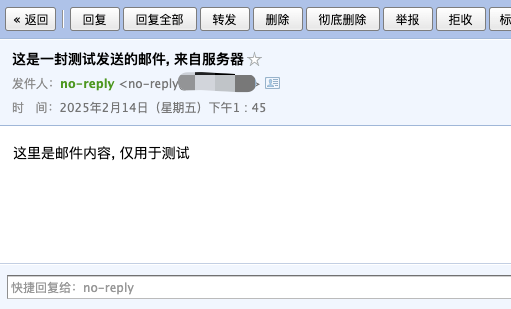 « 返回 回复 回复全部 转发 删除 彻底删除 举报 拒收
这是一封测试发送的邮件, 来自服务器☆
发件人：no-reply <no-reply
时 间：2025年2月14日（星期五）下午1：45
这里是邮件内容, 仅用于测试
快捷回复给：no-reply